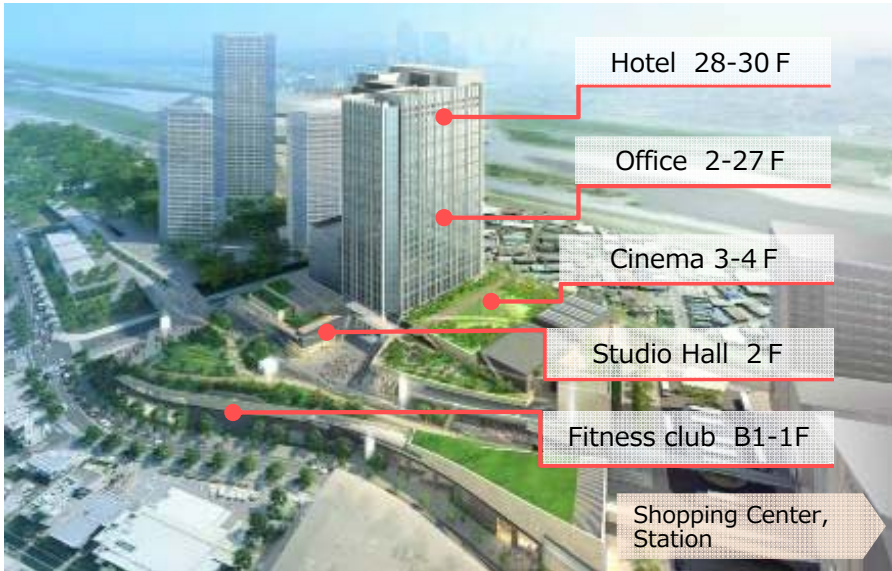 Hotel 28-30 F
Office 2-27 F
Cinema 3-4 F
Studio Hall 2 F
Fitness club B1-1F
Shopping Center,
Station